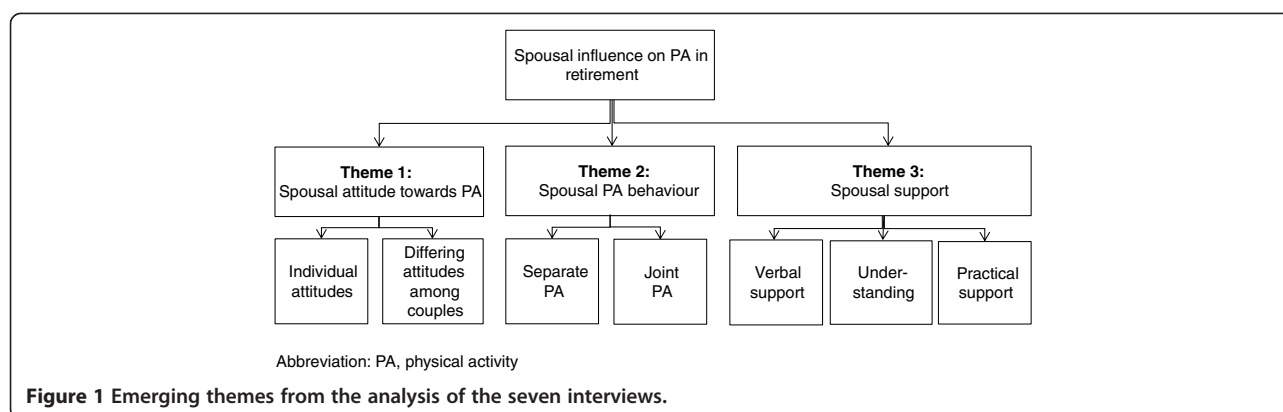 Spousal influence on PA in
retirement
Theme 1:
Spousal attitude towards PA
Theme 2:
Spousal PA behaviour
Theme 3:
Spousal support
Individual
attitudes
Differing
attitudes
among
couples
Separate
PA
Joint
PA
Verbal
support
Under-
standing
Practical
support
Abbreviation: PA, physical activity
Figure 1 Emerging themes from the analysis of the seven interviews.